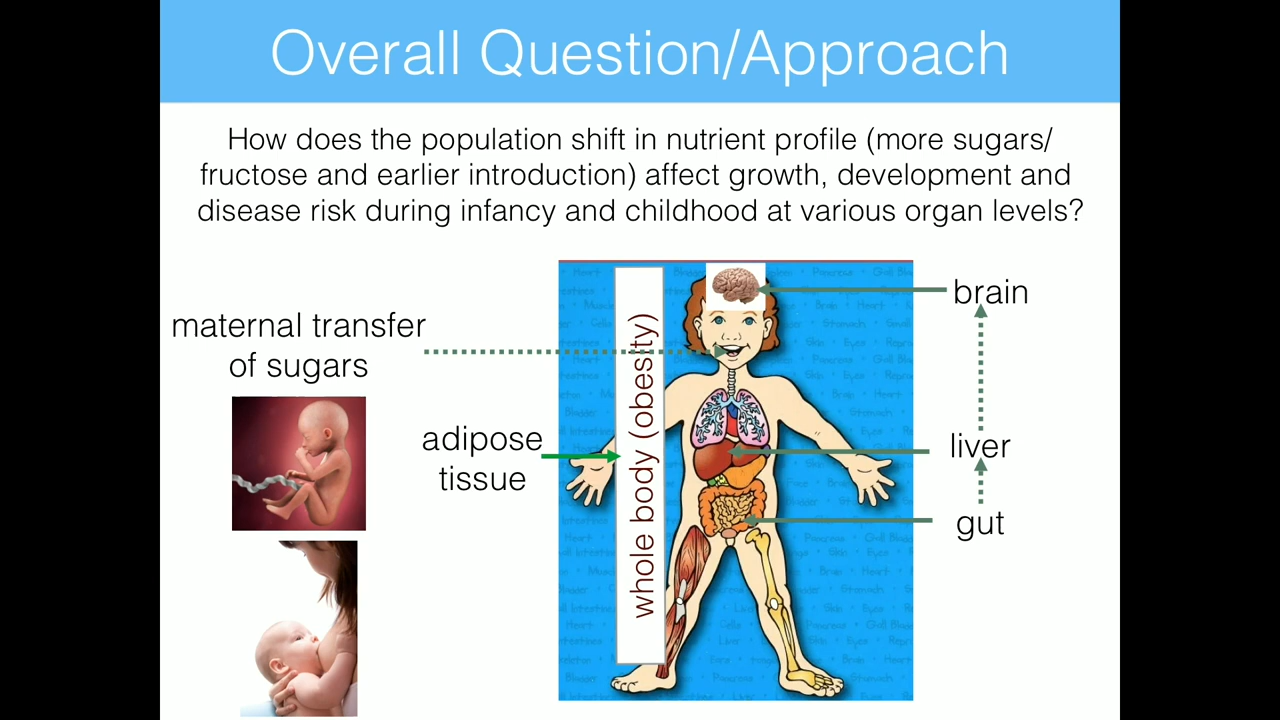 Overall Question/Approach
How does the population shift in nutrient profile (more sugars/
fructose and earlier introduction) affect growth, development and
disease risk during infancy and childhood at various organ levels?
maternal transfer
of sugars
adipose
tissue
whole body (obesity)
brain
liver
gut